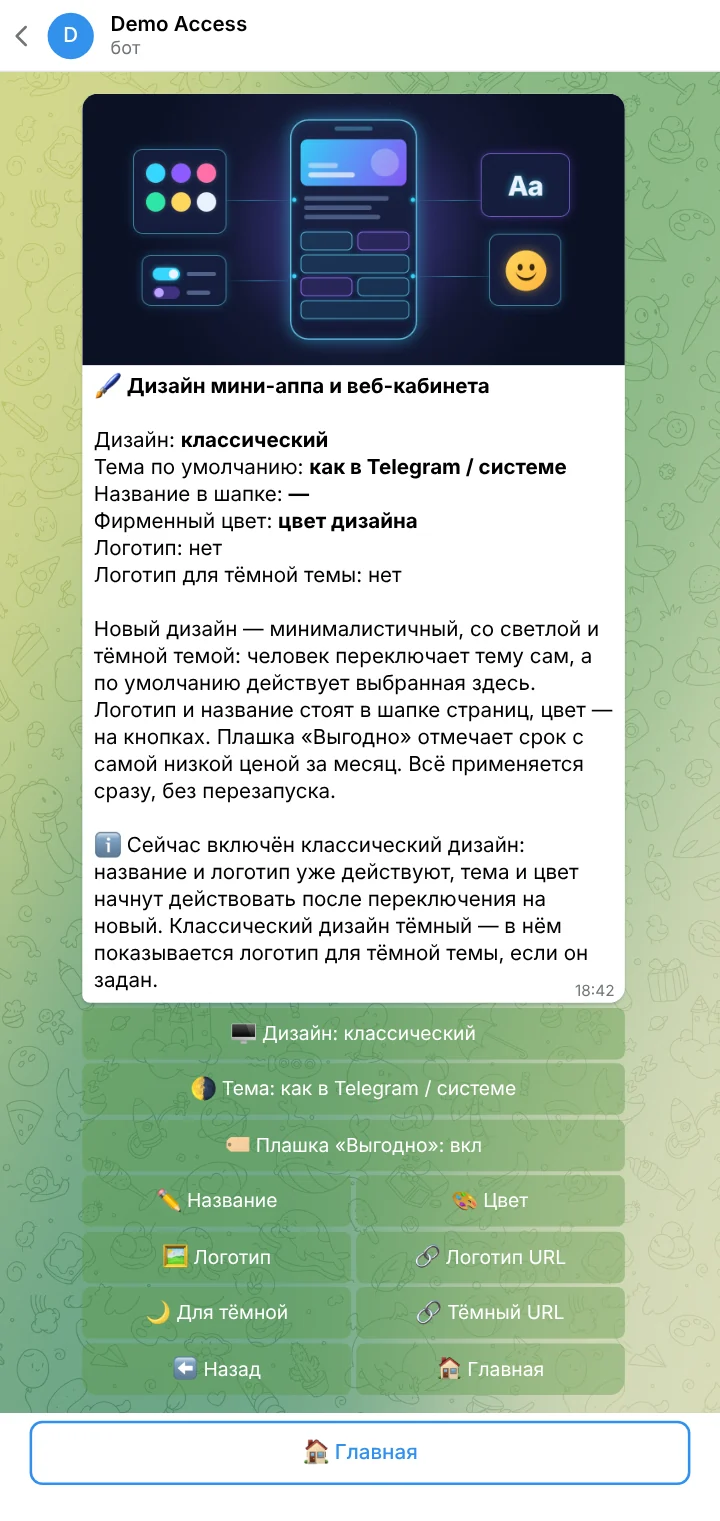 D
Demo Access
бот
Aa
Дизайн мини-аппа и веб-кабинета
Дизайн: классический
Тема по умолчанию: как в Telegram / системе
Название в шапке: —
Фирменный цвет: цвет дизайна
Логотип: нет
Логотип для тёмной темы: нет
Новый дизайн — минималистичный, со светлой и
тёмной темой: человек переключает тему сам, а
по умолчанию действует выбранная здесь.
Логотип и название стоят в шапке страниц, цвет —
на кнопках. Плашка «Выгодно» отмечает срок с
самой низкой ценой за месяц. Всё применяется
сразу, без перезапуска.
ℹ️ Сейчас включён классический дизайн:
название и логотип уже действуют, тема и цвет
начнут действовать после переключения на
новый. Классический дизайн тёмный — в нём
показывается логотип для тёмной темы, если он
задан.
18:42
Дизайн: классический
Тема: как в Telegram / системе
Плашка «Выгодно»: вкл
Название
Цвет
Логотип
Логотип URL
Для тёмной
Тёмный URL
Назад
Главная
Главная